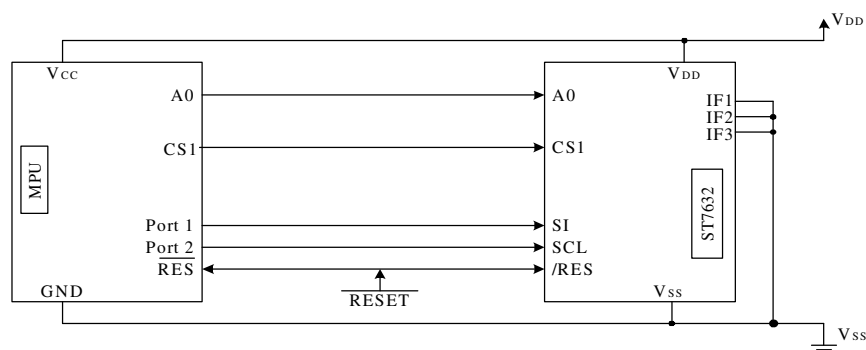 VDD
VCC
VDD
A0
A0
IF1
IF2
IF3
CS1
CS1
MPU
ST7632
Port 1
SI
Port 2
SCL
RES
/RES
RESET
GND
VSS
VSS